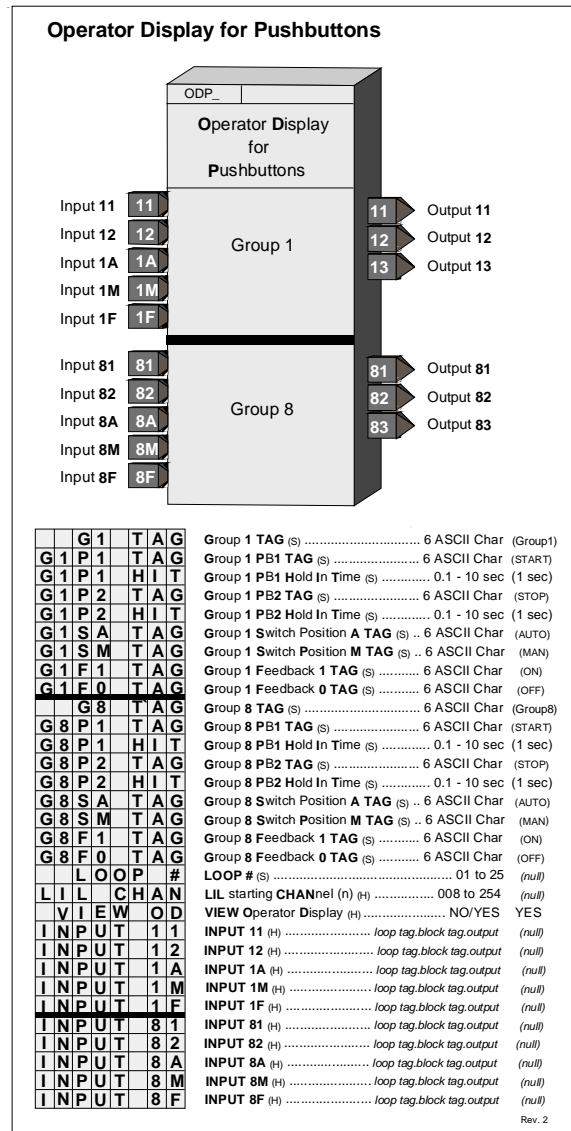 Operator Display for Pushbuttons
ODP_
Operator Display
for
Pushbuttons
Input 11 11
Input 12 12
Input 1A 1A
Input 1M 1M
Input 1F 1F
Group 1
11 Output 11
12 Output 12
13 Output 13
Input 81 81
Input 82 82
Input 8A 8A
Input 8M 8M
Input 8F 8F
Group 8
81 Output 81
82 Output 82
83 Output 83
G1 TAG Group 1 TAG (S) ................................ 6 ASCII Char (Group1)
G1P1 TAG Group 1 PB1 TAG (S) ........................ 6 ASCII Char (START)
G1P1 HIT Group 1 PB1 Hold In Time (S) ............ 0.1 - 10 sec (1 sec)
G1P2 TAG Group 1 PB2 TAG (S) ........................ 6 ASCII Char (STOP)
G1P2 HIT Group 1 PB2 Hold In Time (S) ............. 0.1 - 10 sec (1 sec)
G1SA TAG Group 1 Switch Position A TAG (S) .. 6 ASCII Char (AUTO)
G1SM TAG Group 1 Switch Position M TAG (S) .. 6 ASCII Char (MAN)
G1F1 TAG Group 1 Feedback 1 TAG (S) ........... 6 ASCII Char (ON)
G1F0 TAG Group 1 Feedback 0 TAG (S) ........... 6 ASCII Char (OFF)
G8 TAG Group 8 TAG (S) ................................ 6 ASCII Char (Group8)
G8P1 TAG Group 8 PB1 TAG (S) ........................ 6 ASCII Char (START)
G8P1 HIT Group 8 PB1 Hold In Time (S) ............. 0.1 - 10 sec (1 sec)
G8P2 TAG Group 8 PB2 TAG (S) ........................ 6 ASCII Char (STOP)
G8P2 HIT Group 8 PB2 Hold In Time (S) ............. 0.1 - 10 sec (1 sec)
G8SA TAG Group 8 Switch Position A TAG (S) .. 6 ASCII Char (AUTO)
G8SM TAG Group 8 Switch Position M TAG (S) .. 6 ASCII Char (MAN)
G8F1 TAG Group 8 Feedback 1 TAG (S) ........... 6 ASCII Char (ON)
G8F0 TAG Group 8 Feedback 0 TAG (S) ........... 6 ASCII Char (OFF)
LOOP # LOOP # (S) .......................................... 01 to 25 (null)
LIL CHAN LIL starting CHANnel (n) (H) ................ 008 to 254 (null)
VIEW OD VIEW Operator Display (H) .................... NO/YES YES
INPUT 11 INPUT 11 (H) ...................... loop tag.block tag.output (null)
INPUT 12 INPUT 12 (H) ...................... loop tag.block tag.output (null)
INPUT 1A INPUT 1A (H) ...................... loop tag.block tag.output (null)
INPUT 1M INPUT 1M (H) ...................... loop tag.block tag.output (null)
INPUT 1F INPUT 1F (H) ...................... loop tag.block tag.output (null)
INPUT 81 INPUT 81 (H) ...................... loop tag.block tag.output (null)
INPUT 82 INPUT 82 (H) ...................... loop tag.block tag.output (null)
INPUT 8A INPUT 8A (H) ...................... loop tag.block tag.output (null)
INPUT 8M INPUT 8M (H) ...................... loop tag.block tag.output (null)
INPUT 8F INPUT 8F (H) ...................... loop tag.block tag.output (null)
Rev. 2